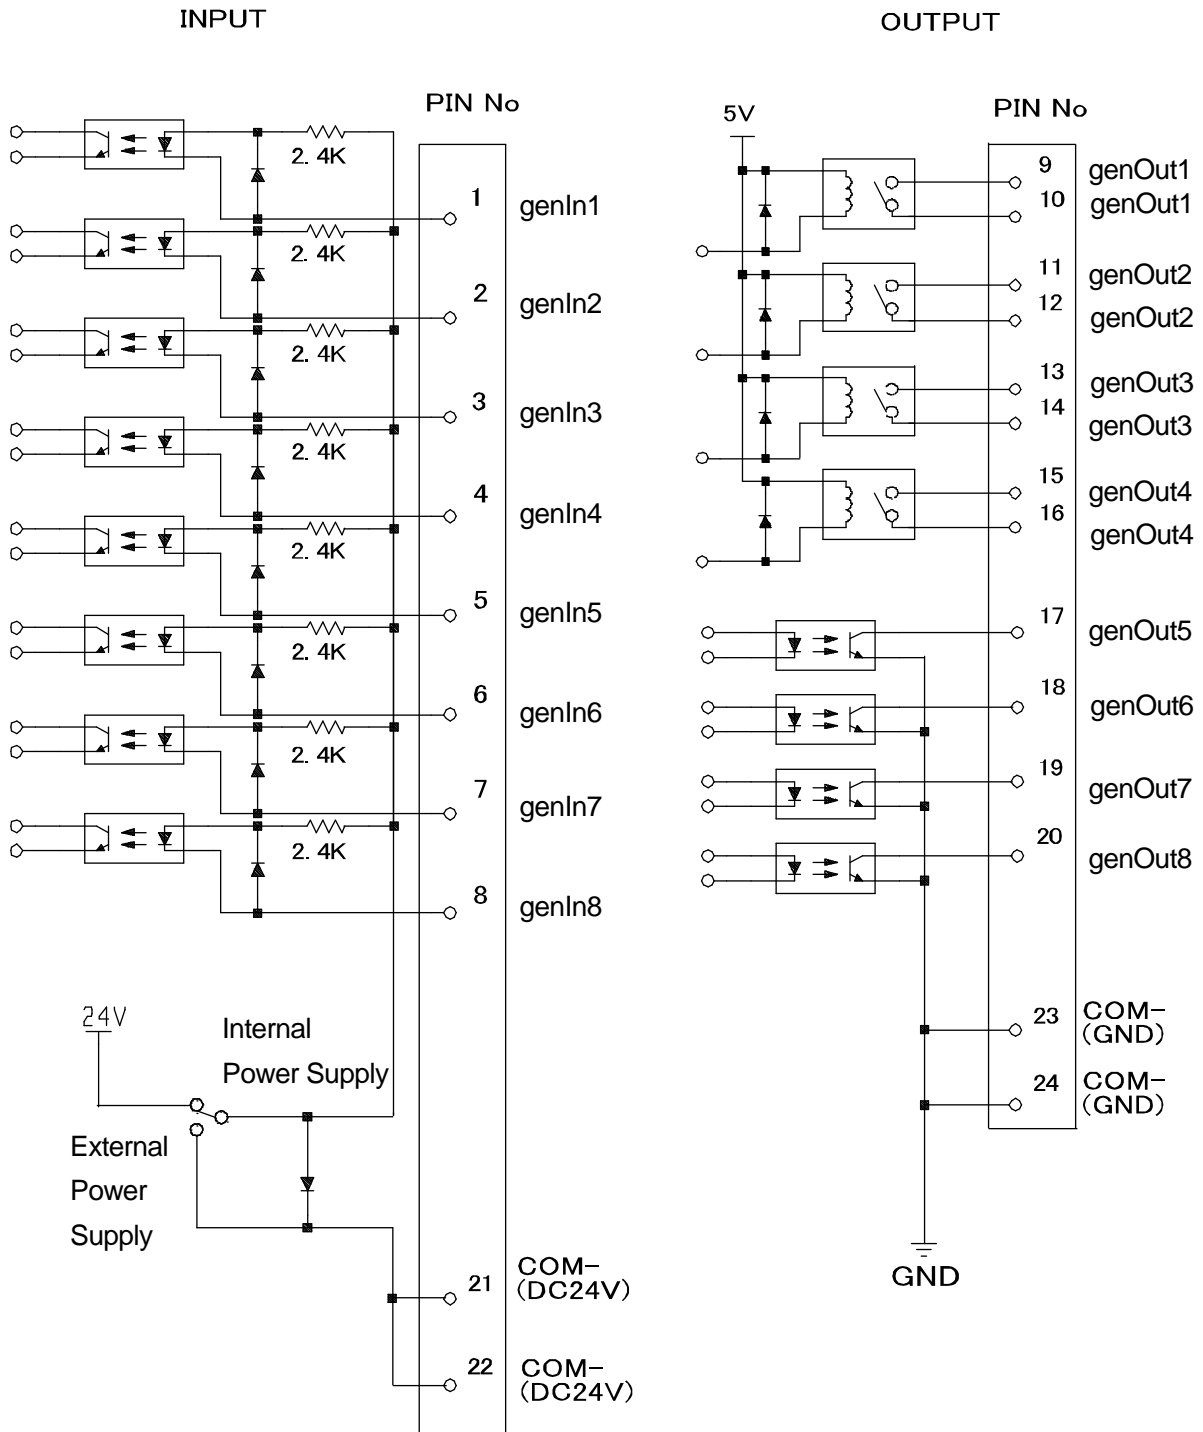 INPUT
PIN No
2. 4K
1 genIn1
2. 4K
2 genIn2
2. 4K
3 genIn3
2. 4K
4 genIn4
2. 4K
5 genIn5
2. 4K
6 genIn6
2. 4K
7 genIn7
2. 4K
8 genIn8
24V
Internal
Power Supply
External
Power
Supply
21 COM-
(DC24V)
22 COM-
(DC24V)
OUTPUT
5V
PIN No
9 genOut1
10 genOut1
11 genOut2
12 genOut2
13 genOut3
14 genOut3
15 genOut4
16 genOut4
17 genOut5
18 genOut6
19 genOut7
20 genOut8
23 COM-
(GND)
24 COM-
(GND)
GND